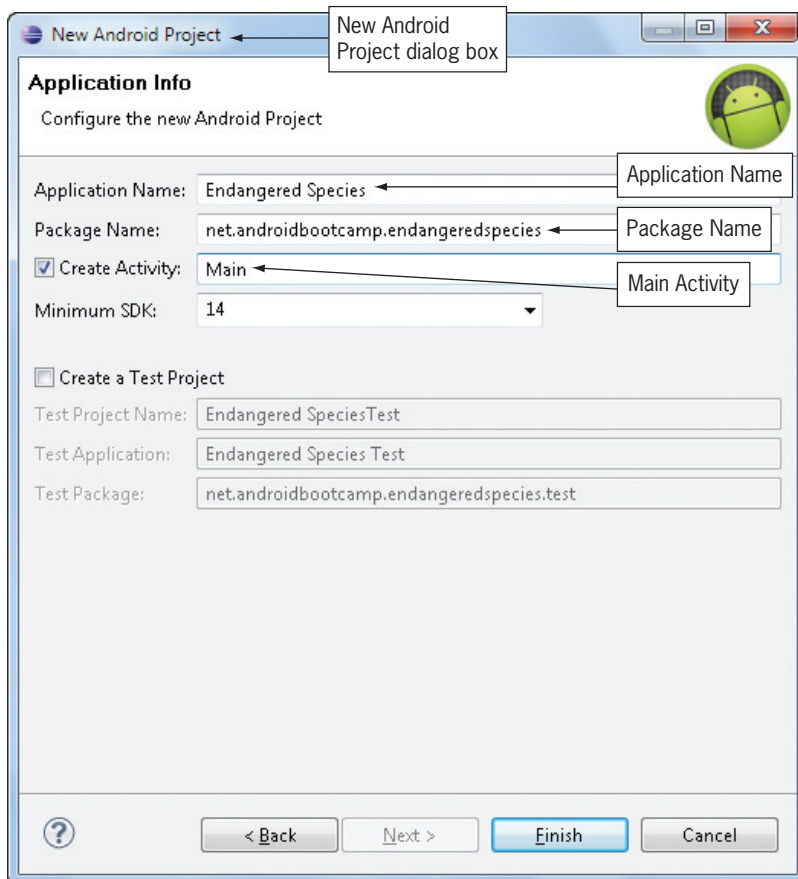 New Android Project
New Android
Project dialog box
Application Info
Configure the new Android Project
Application Name: Endangered Species
Application Name
Package Name: net.androidbootcamp.endangeredspecies
Package Name
Create Activity: Main
Main Activity
Minimum SDK: 14
Create a Test Project
Test Project Name: Endangered SpeciesTest
Test Application: Endangered Species Test
Test Package: net.androidbootcamp.endangeredspecies.test
? < Back Next > Finish Cancel